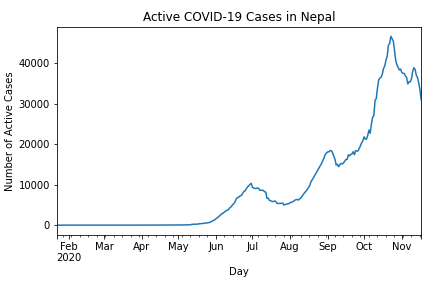 Active COVID-19 Cases in Nepal
Number of Active Cases
40000
30000
20000
10000
0
Feb Mar Apr May Jun Jul Aug Sep Oct Nov
2020
Day